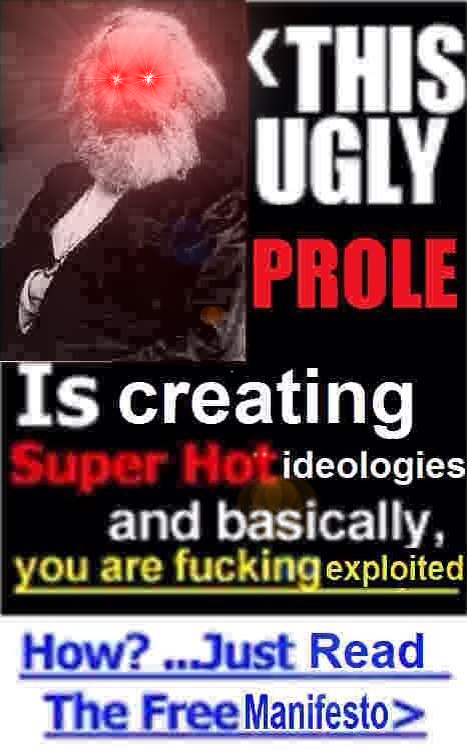 <THIS
UGLY
PROLE
Is creating
Super Hot ideologies
and basically,
you are fucking exploited
How? ...Just Read
The Free Manifesto>